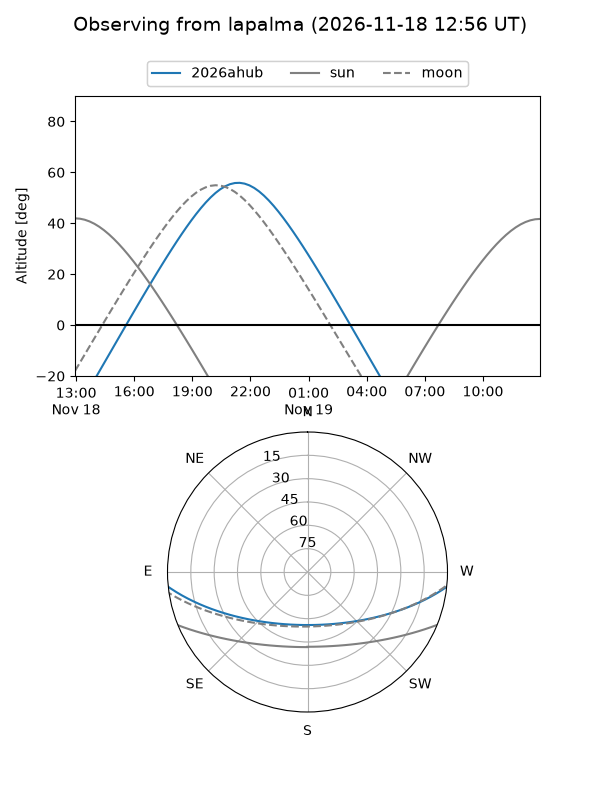 Observing from lapalma (2026-11-18 12:56 UT)
2026ahub sun moon
Altitude [deg]
80
60
40
20
0
−20
13:00 16:00 19:00 22:00 01:00 04:00 07:00 10:00
Nov 18 Nov 19
N
NE NW
15
30
45
60
75
E W
SE SW
S